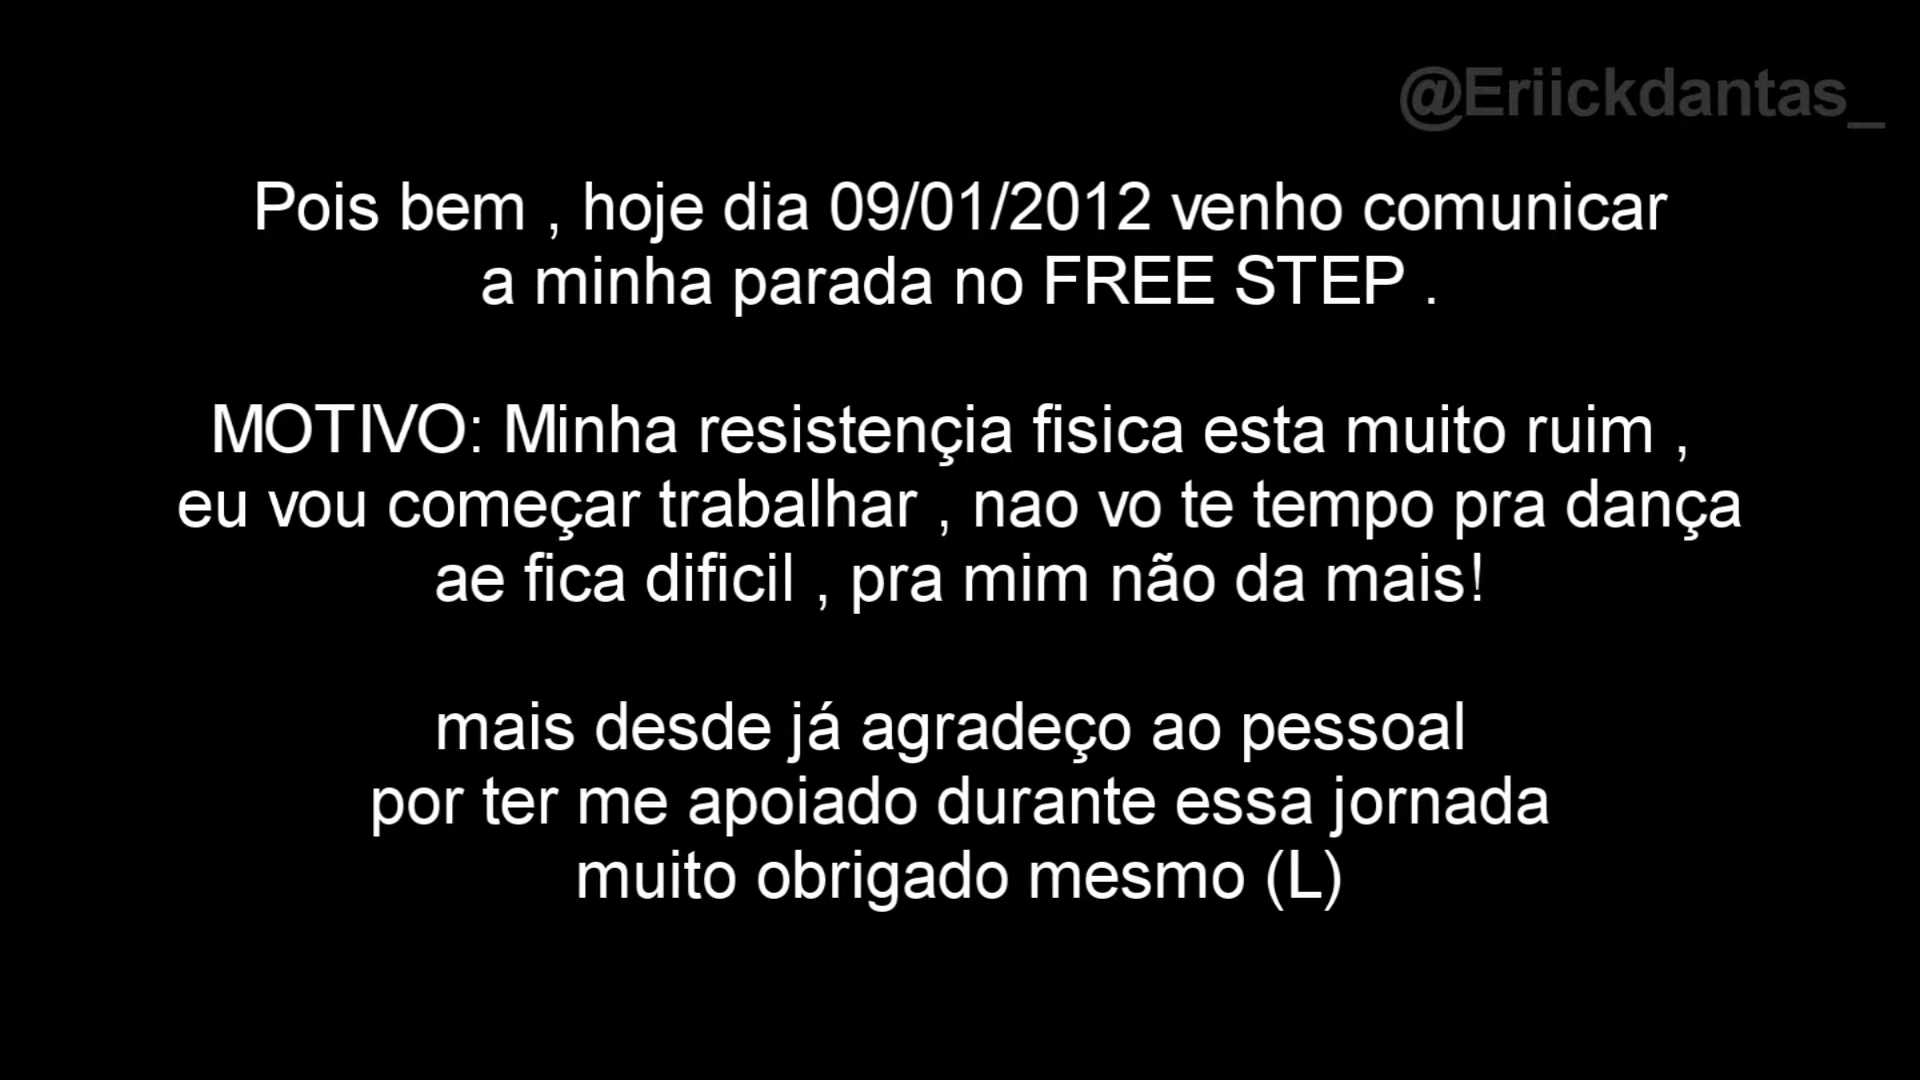 @Eriickdantas_
Pois bem , hoje dia 09/01/2012 venho comunicar
a minha parada no FREE STEP .
MOTIVO: Minha resistençia fisica esta muito ruim ,
eu vou começar trabalhar , nao vo te tempo pra dança
ae fica dificil , pra mim não da mais!
mais desde já agradeço ao pessoal
por ter me apoiado durante essa jornada
muito obrigado mesmo (L)